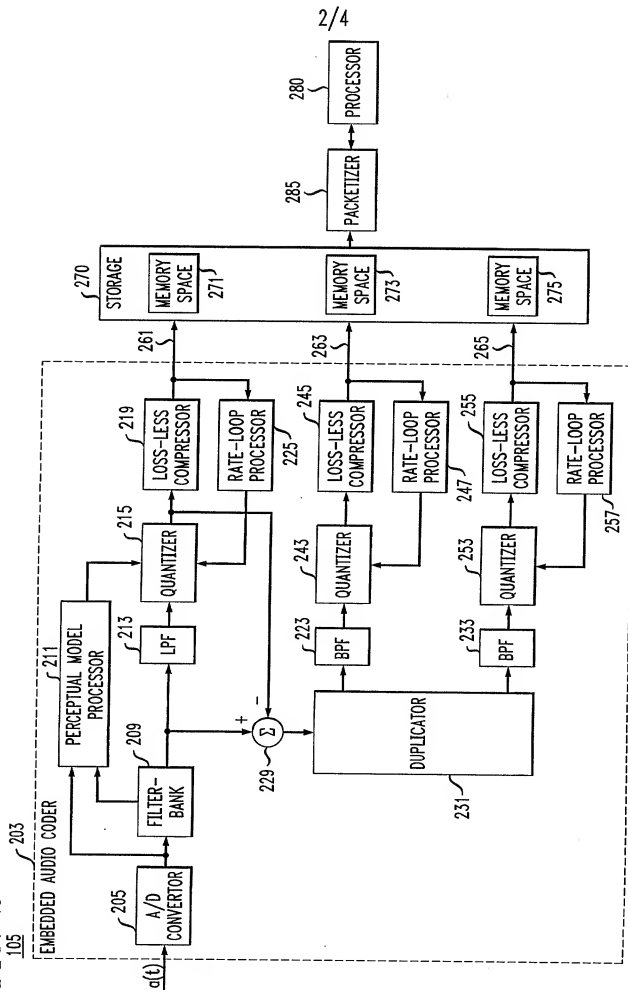 2/4
105
203
EMBEDDED AUDIO CODER
a(t)
205
A/D
CONVERTOR
209
FILTER-
BANK
211
PERCEPTUAL MODEL
PROCESSOR
213
LPF
215
QUANTIZER
219
LOSS-LESS
COMPRESSOR
RATE-LOOP
PROCESSOR
225
+
−
Σ
229
DUPLICATOR
231
223
BPF
243
QUANTIZER
245
LOSS-LESS
COMPRESSOR
RATE-LOOP
PROCESSOR
247
233
BPF
253
QUANTIZER
255
LOSS-LESS
COMPRESSOR
RATE-LOOP
PROCESSOR
257
261
263
265
270
STORAGE
MEMORY
SPACE
271
MEMORY
SPACE
273
MEMORY
SPACE
275
285
PACKETIZER
280
PROCESSOR